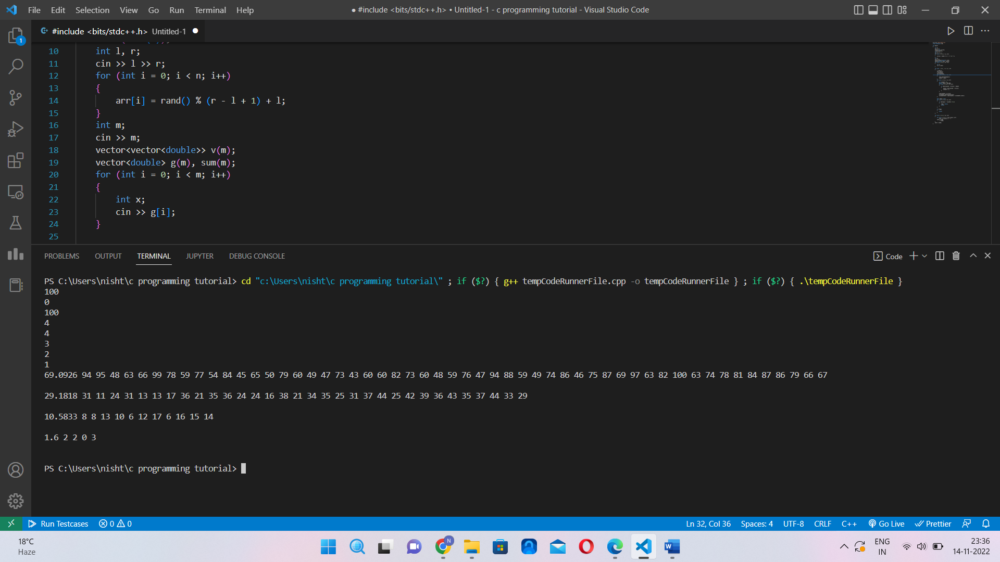 File Edit Selection View Go Run Terminal Help
● #include <bits/stdc++.h> • Untitled-1 - c programming tutorial - Visual Studio Code
#include <bits/stdc++.h> Untitled-1 ●
1
10 int l, r;
11 cin >> l >> r;
12 for (int i = 0; i < n; i++)
13 {
14 arr[i] = rand() % (r - l + 1) + l;
15 }
16 int m;
17 cin >> m;
18 vector<vector<double>> v(m);
19 vector<double> g(m), sum(m);
20 for (int i = 0; i < m; i++)
21 {
22 int x;
23 cin >> g[i];
24 }
25
PROBLEMS OUTPUT TERMINAL JUPYTER DEBUG CONSOLE
Code
PS C:\Users\nisht\c programming tutorial> cd "c:\Users\nisht\c programming tutorial\" ; if ($?) { g++ tempCodeRunnerFile.cpp -o tempCodeRunnerFile } ; if ($?) { .\tempCodeRunnerFile }
100
0
100
4
4
3
2
1
69.0926 94 95 48 63 66 99 78 59 77 54 84 45 65 50 79 60 49 47 73 43 60 60 82 73 60 48 59 76 47 94 88 59 49 74 86 46 75 87 69 97 63 82 100 63 74 78 81 84 87 86 79 66 67
29.1818 31 11 24 31 13 13 17 36 21 35 36 24 24 16 38 21 34 35 25 31 37 44 25 42 39 36 43 35 37 44 33 29
10.5833 8 8 13 10 6 12 17 6 16 15 14
1.6 2 2 0 3
PS C:\Users\nisht\c programming tutorial>
Run Testcases 0 0
Ln 32, Col 36 Spaces: 4 UTF-8 CRLF C++ Go Live Prettier
18°C
Haze
N
W
ENG
IN
23:36
14-11-2022